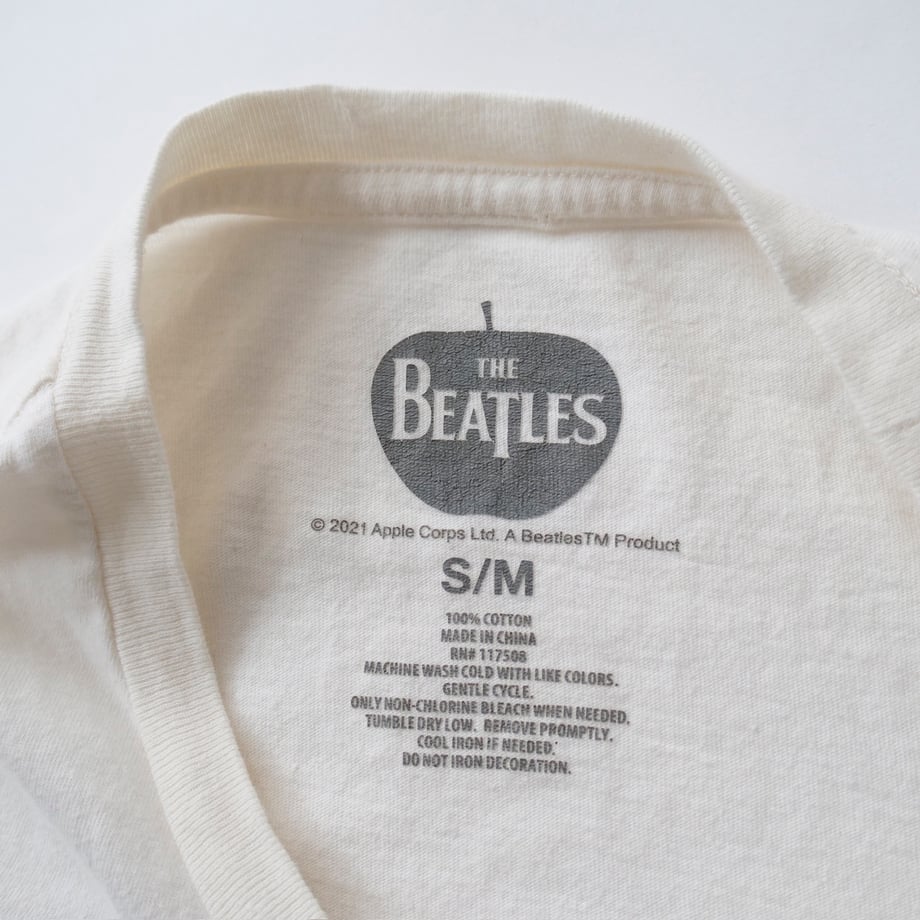 THE
BEATLES
© 2021 Apple Corps Ltd. A BeatlesTM Product
S/M
100% COTTON
MADE IN CHINA
RN# 117508
MACHINE WASH COLD WITH LIKE COLORS.
GENTLE CYCLE.
ONLY NON-CHLORINE BLEACH WHEN NEEDED.
TUMBLE DRY LOW. REMOVE PROMPTLY.
COOL IRON IF NEEDED.
DO NOT IRON DECORATION.